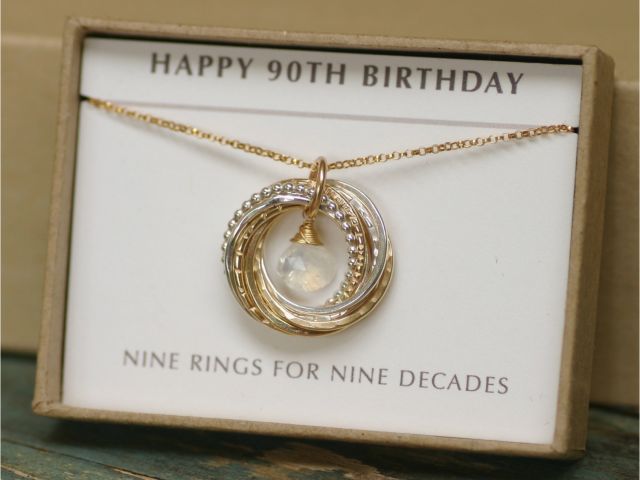 HAPPY 90TH BIRTHDAY
NINE RINGS FOR NINE DECADES